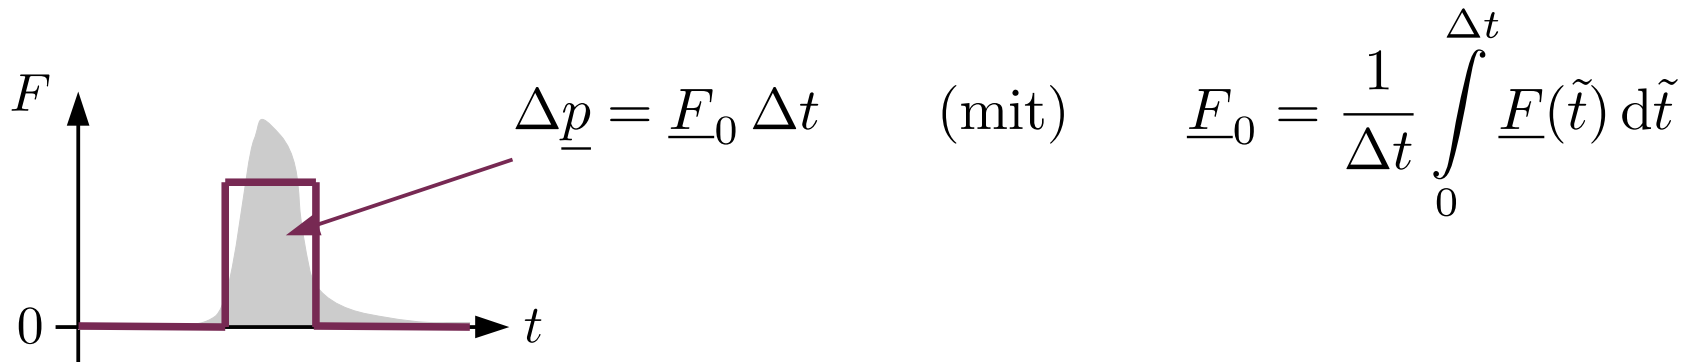 F
0
t
Δp = F₀ Δt (mit) F₀ = 1/Δt ∫₀^Δt F(t̃) dt̃